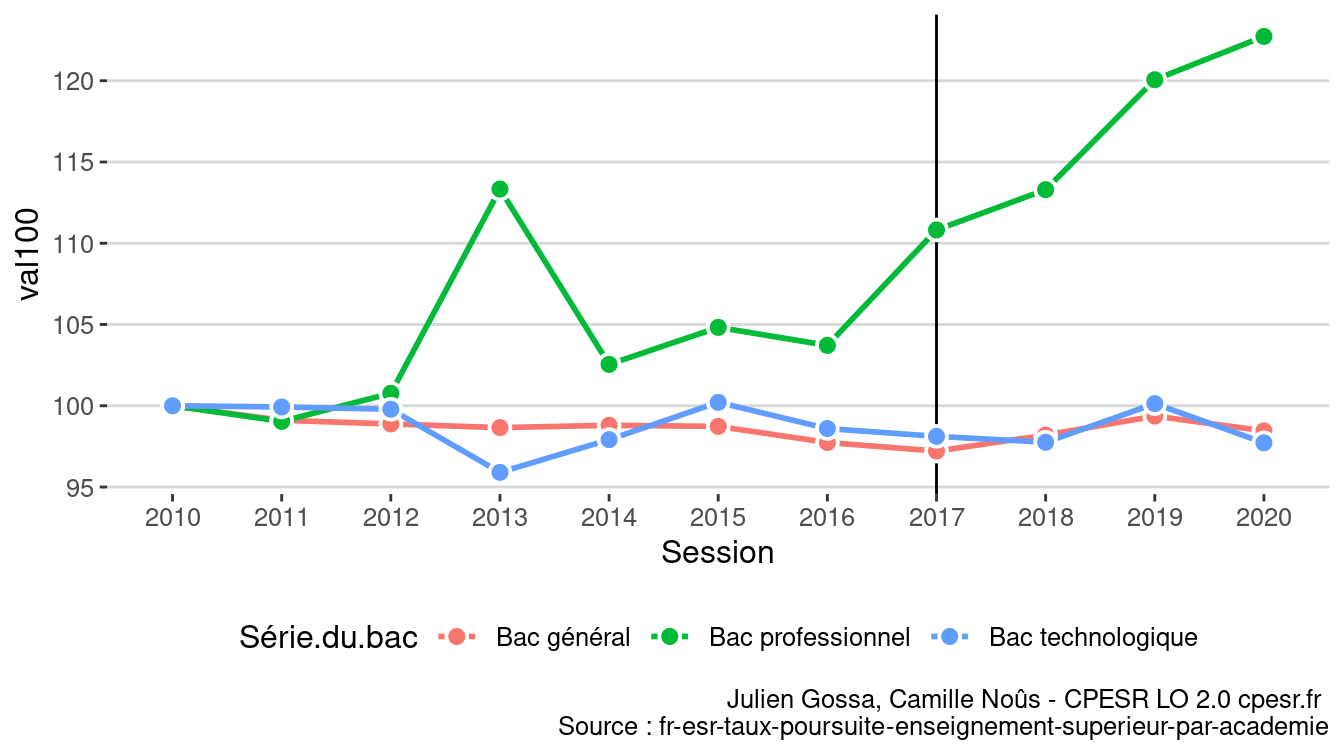 120
115
110
105
100
95
val100
2010 2011 2012 2013 2014 2015 2016 2017 2018 2019 2020
Session
Série.du.bac Bac général Bac professionnel Bac technologique
Julien Gossa, Camille Noûs - CPESR LO 2.0 cpesr.fr
Source : fr-esr-taux-poursuite-enseignement-superieur-par-academie